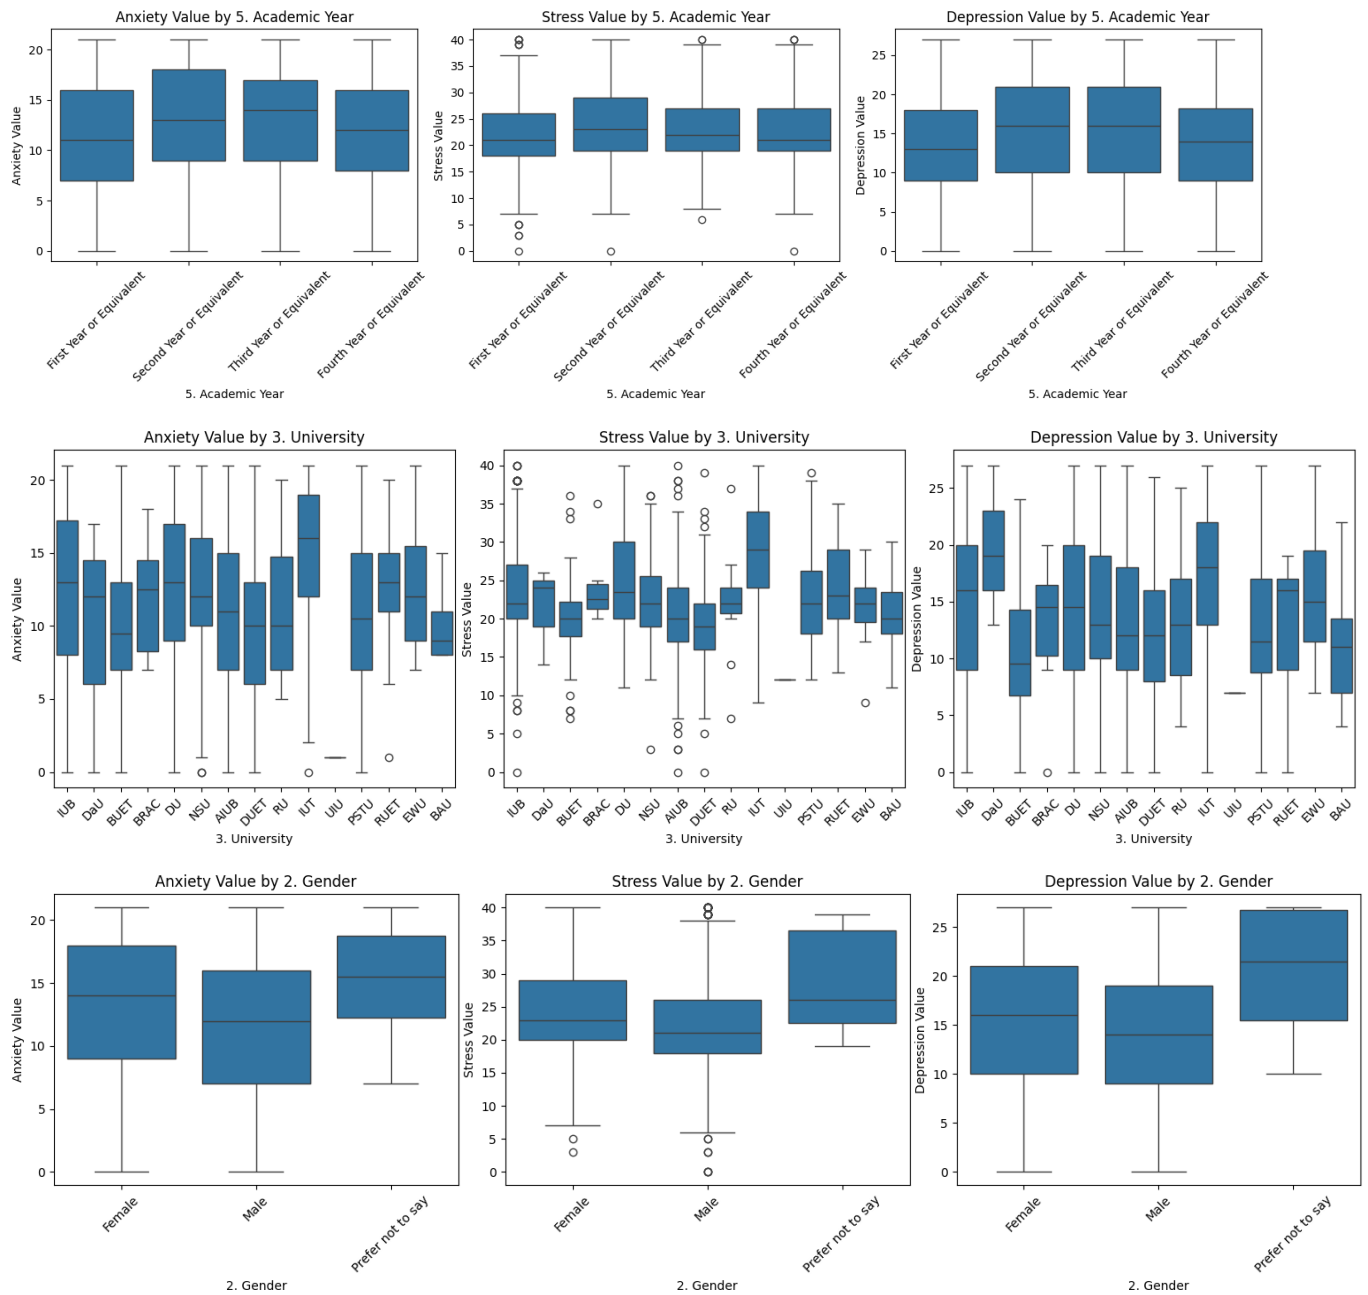 Anxiety Value by 5. Academic Year
Anxiety Value
20
15
10
5
0
First Year or Equivalent
Second Year or Equivalent
Third Year or Equivalent
Fourth Year or Equivalent
5. Academic Year
Stress Value by 5. Academic Year
Stress Value
40
35
30
25
20
15
10
5
0
First Year or Equivalent
Second Year or Equivalent
Third Year or Equivalent
Fourth Year or Equivalent
5. Academic Year
Depression Value by 5. Academic Year
Depression Value
25
20
15
10
5
0
First Year or Equivalent
Second Year or Equivalent
Third Year or Equivalent
Fourth Year or Equivalent
5. Academic Year
Anxiety Value by 3. University
Anxiety Value
20
15
10
5
0
IUB
DaU
BUET
BRAC
DU
NSU
AIUB
DUET
RU
IUT
UIU
PSTU
RUET
EWU
BAU
3. University
Stress Value by 3. University
Stress Value
40
35
30
25
20
15
10
5
0
IUB
DaU
BUET
BRAC
DU
NSU
AIUB
DUET
RU
IUT
UIU
PSTU
RUET
EWU
BAU
3. University
Depression Value by 3. University
Depression Value
25
20
15
10
5
0
IUB
DaU
BUET
BRAC
DU
NSU
AIUB
DUET
RU
IUT
UIU
PSTU
RUET
EWU
BAU
3. University
Anxiety Value by 2. Gender
Anxiety Value
20
15
10
5
0
Female
Male
Prefer not to say
2. Gender
Stress Value by 2. Gender
Stress Value
40
35
30
25
20
15
10
5
0
Female
Male
Prefer not to say
2. Gender
Depression Value by 2. Gender
Depression Value
25
20
15
10
5
0
Female
Male
Prefer not to say
2. Gender